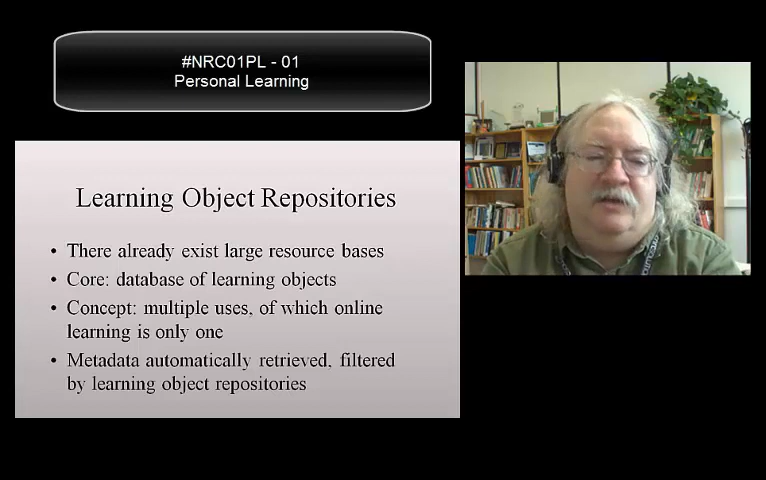 #NRC01PL - 01
Personal Learning
Learning Object Repositories
• There already exist large resource bases
• Core: database of learning objects
• Concept: multiple uses, of which online
learning is only one
• Metadata automatically retrieved, filtered
by learning object repositories